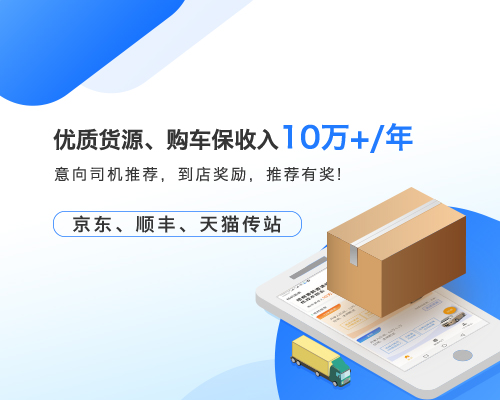 优质货源、购车保收入10万+/年
意向司机推荐，到店奖励，推荐有奖!
京东、顺丰、天猫传站